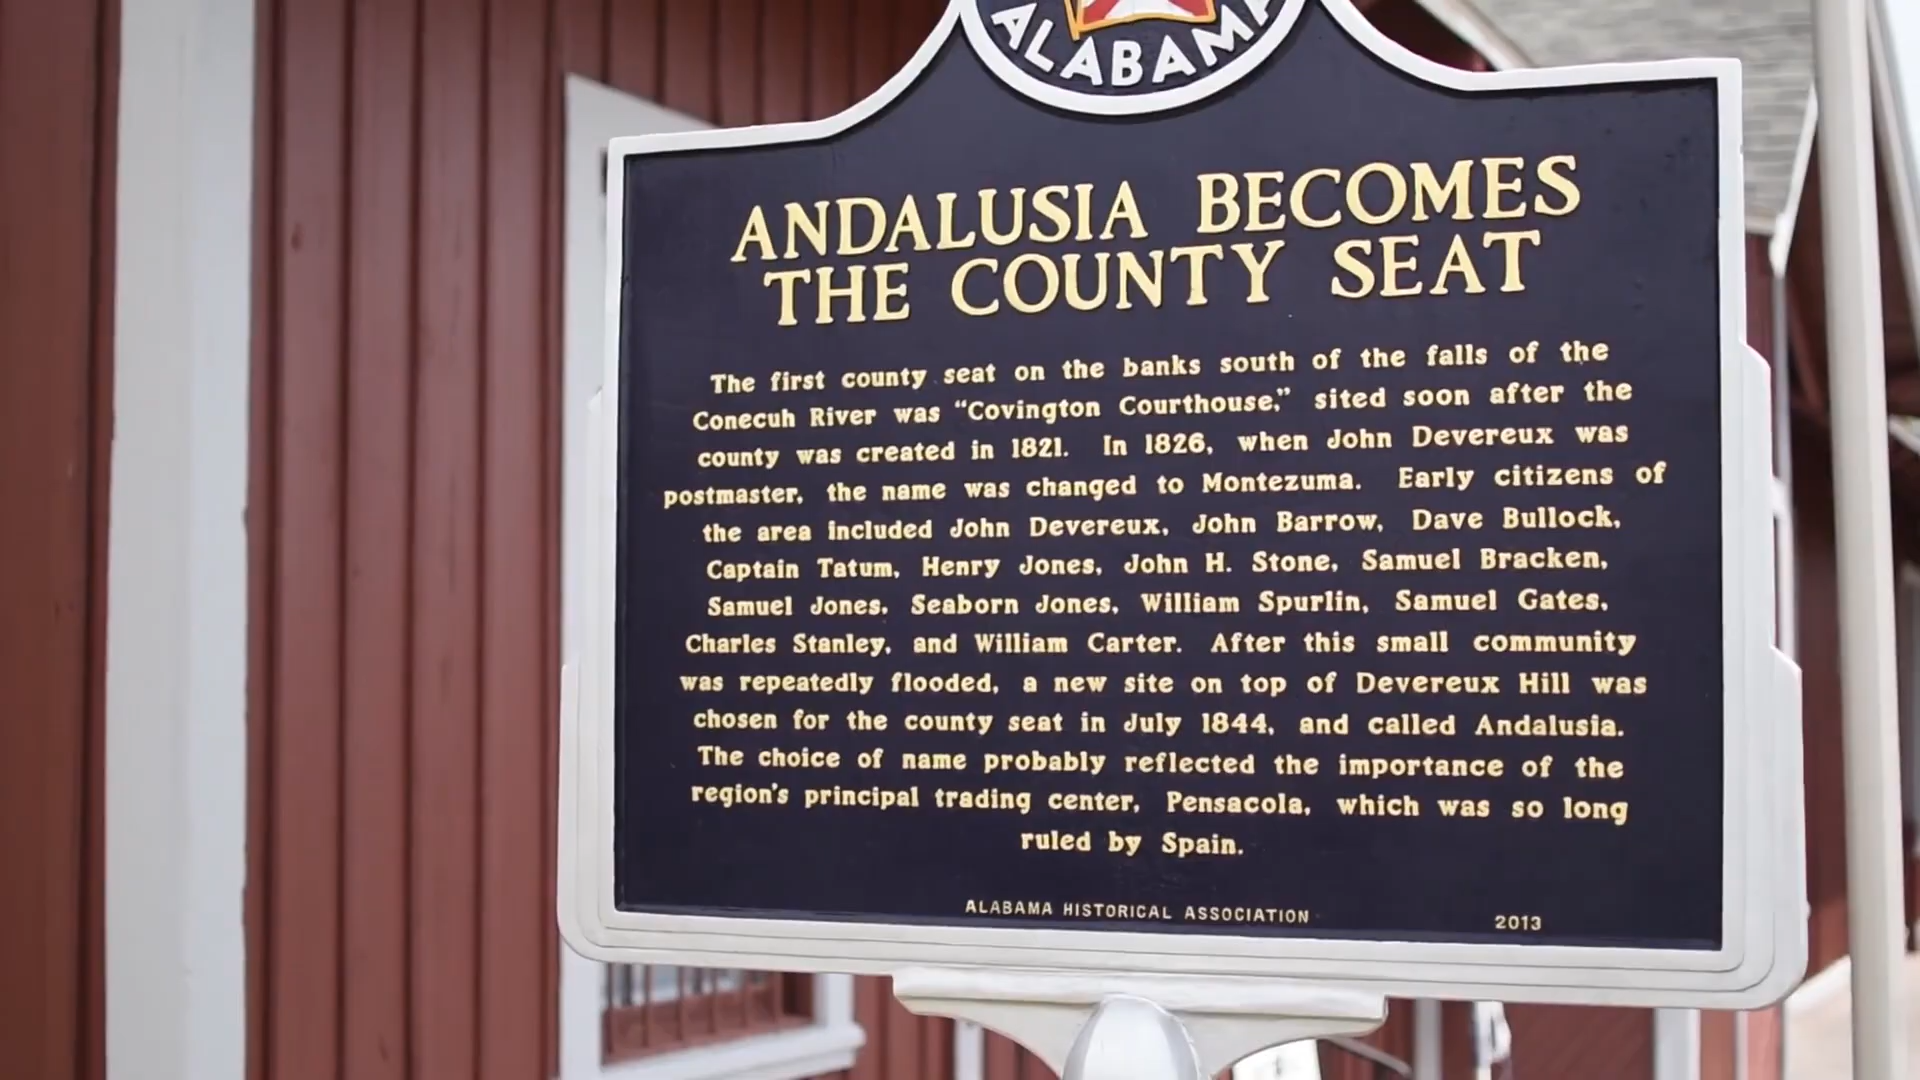 ALABAMA
ANDALUSIA BECOMES
THE COUNTY SEAT
The first county seat on the banks south of the falls of the
Conecuh River was “Covington Courthouse,” sited soon after the
county was created in 1821. In 1826, when John Devereux was
postmaster, the name was changed to Montezuma. Early citizens of
the area included John Devereux, John Barrow, Dave Bullock,
Captain Tatum, Henry Jones, John H. Stone, Samuel Bracken,
Samuel Jones, Seaborn Jones, William Spurlin, Samuel Gates,
Charles Stanley, and William Carter. After this small community
was repeatedly flooded, a new site on top of Devereux Hill was
chosen for the county seat in July 1844, and called Andalusia.
The choice of name probably reflected the importance of the
region's principal trading center, Pensacola, which was so long
ruled by Spain.
ALABAMA HISTORICAL ASSOCIATION
2013